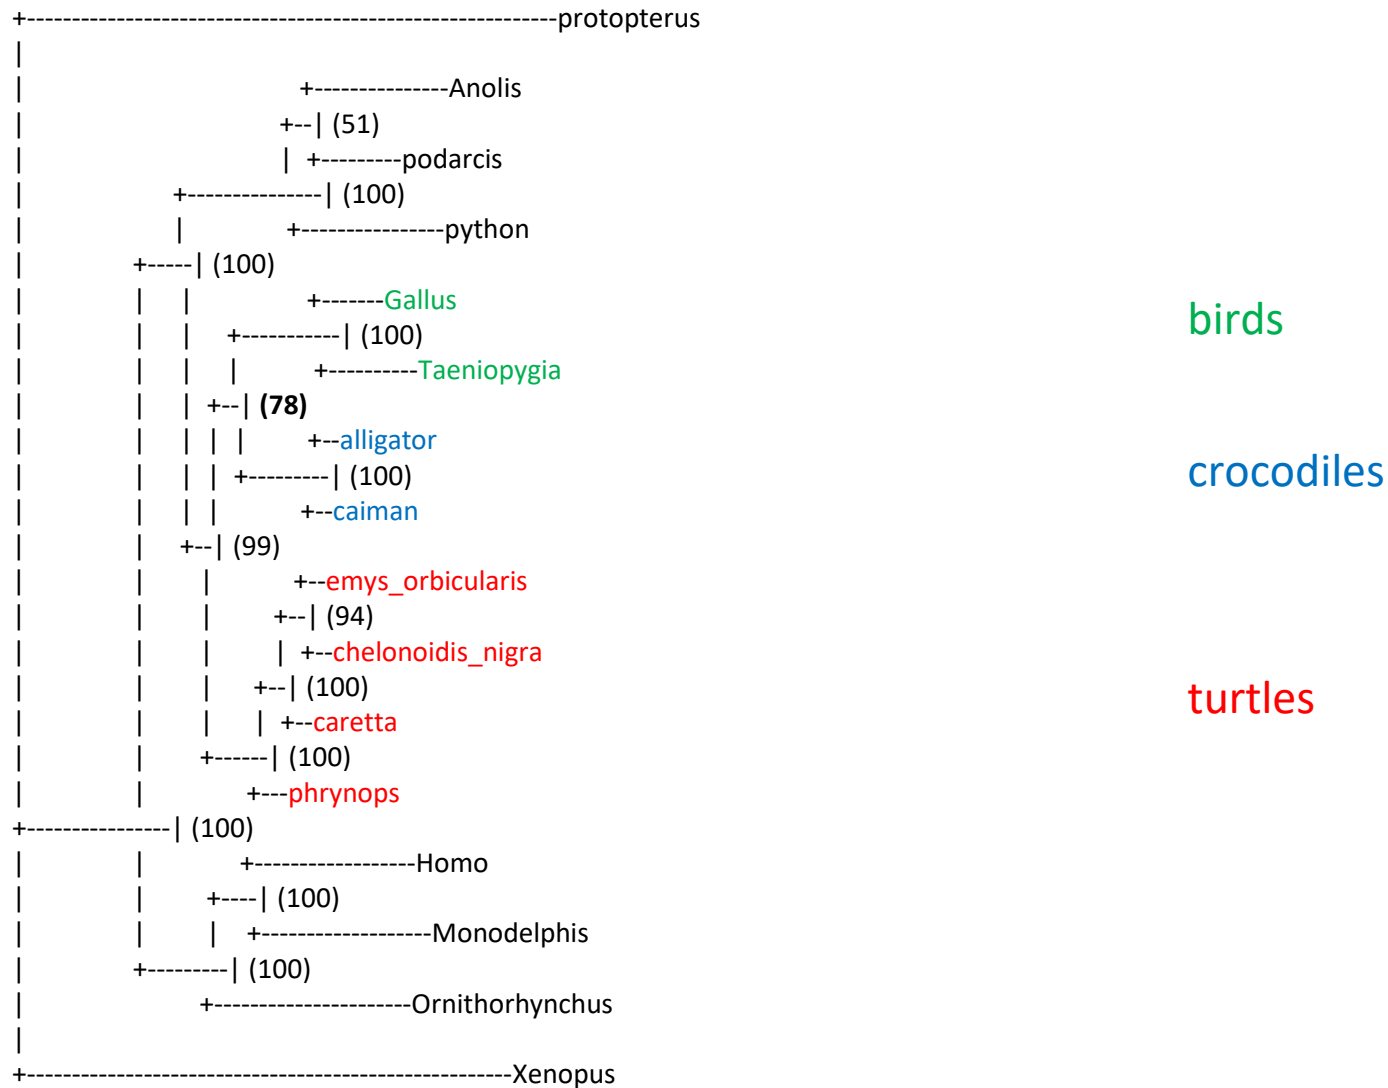 +-----------------------------------------------------------protopterus
|
| +---------------Anolis
| +--| (51)
| | +---------podarcis
| +---------------| (100)
| | +----------------python
| +-----| (100)
| | | +-------Gallus
| | | +-----------| (100)
birds
| | | | +----------Taeniopygia
| | | +--| (78)
| | | | | +--alligator
| | | | +---------| (100)
crocodiles
| | | | +--caiman
| | +--| (99)
| | | +--emys_orbicularis
| | | +--| (94)
| | | | +--chelonoidis_nigra
| | | +--| (100)
turtles
| | | | +--caretta
| | +------| (100)
| | +---phrynops
+----------------| (100)
| | +------------------Homo
| | +----| (100)
| | | +-------------------Monodelphis
| +---------| (100)
| +----------------------Ornithorhynchus
|
+------------------------------------------------------Xenopus